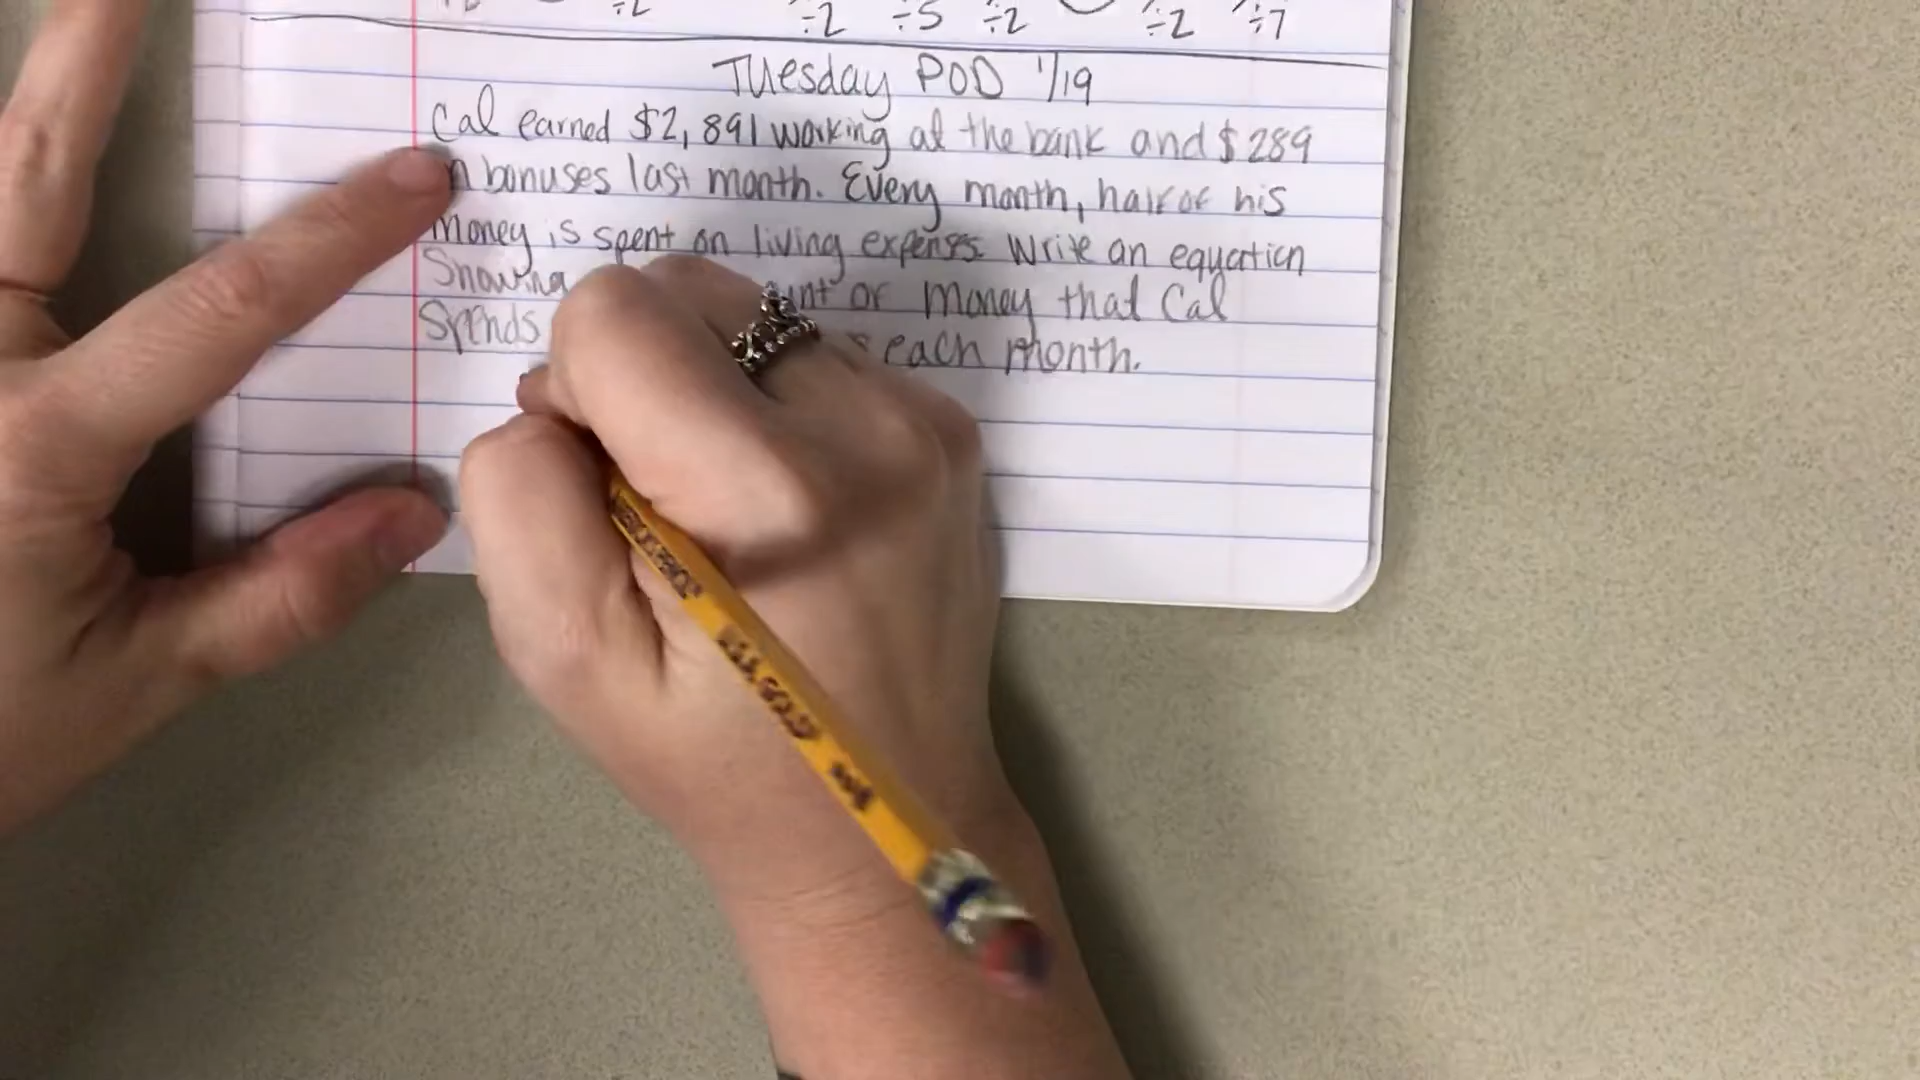 ÷2 ÷2 ÷5 ÷2 ÷2 ÷7
Tuesday POD 1/19
Cal earned $2,891 working at the bank and $289
in bonuses last month. Every month, half of his
money is spent on living expenses. Write an equation
Showing of money that Cal
Spends each month.